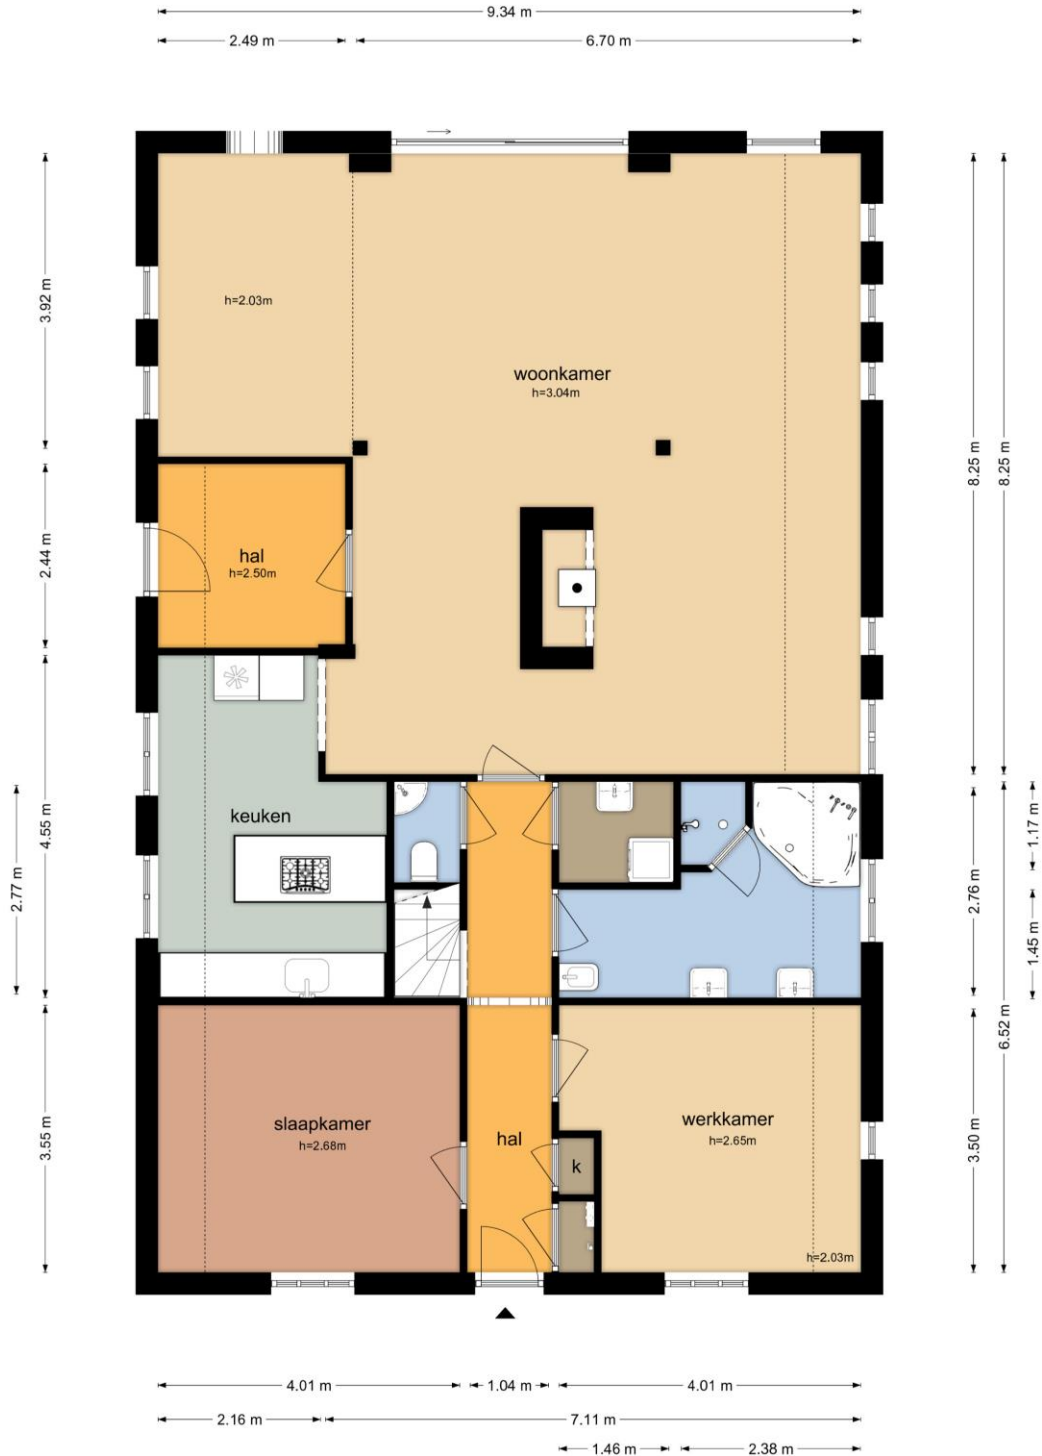 9.34 m
2.49 m
6.70 m
3.92 m
h=2.03m
woonkamer
h=3.04m
8.25 m
8.25 m
2.44 m
hal
h=2.50m
keuken
4.55 m
2.77 m
1.17 m
2.76 m
1.45 m
6.52 m
slaapkamer
h=2.68m
hal
werkkamer
h=2.65m
k
h=2.03m
3.55 m
3.50 m
4.01 m
1.04 m
4.01 m
2.16 m
7.11 m
1.46 m
2.38 m